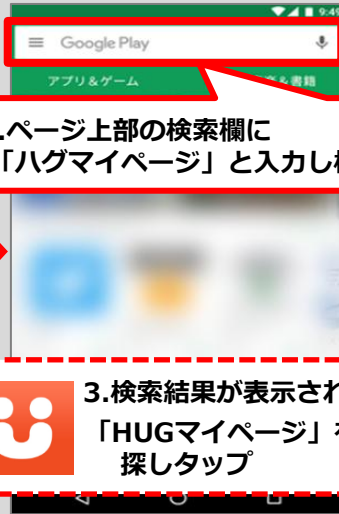 9:49
Google Play
アプリ&ゲーム
&書籍
.ページ上部の検索欄に
「ハグマイページ」と入力し
3.検索結果が表示され
「HUGマイページ」
探しタップ